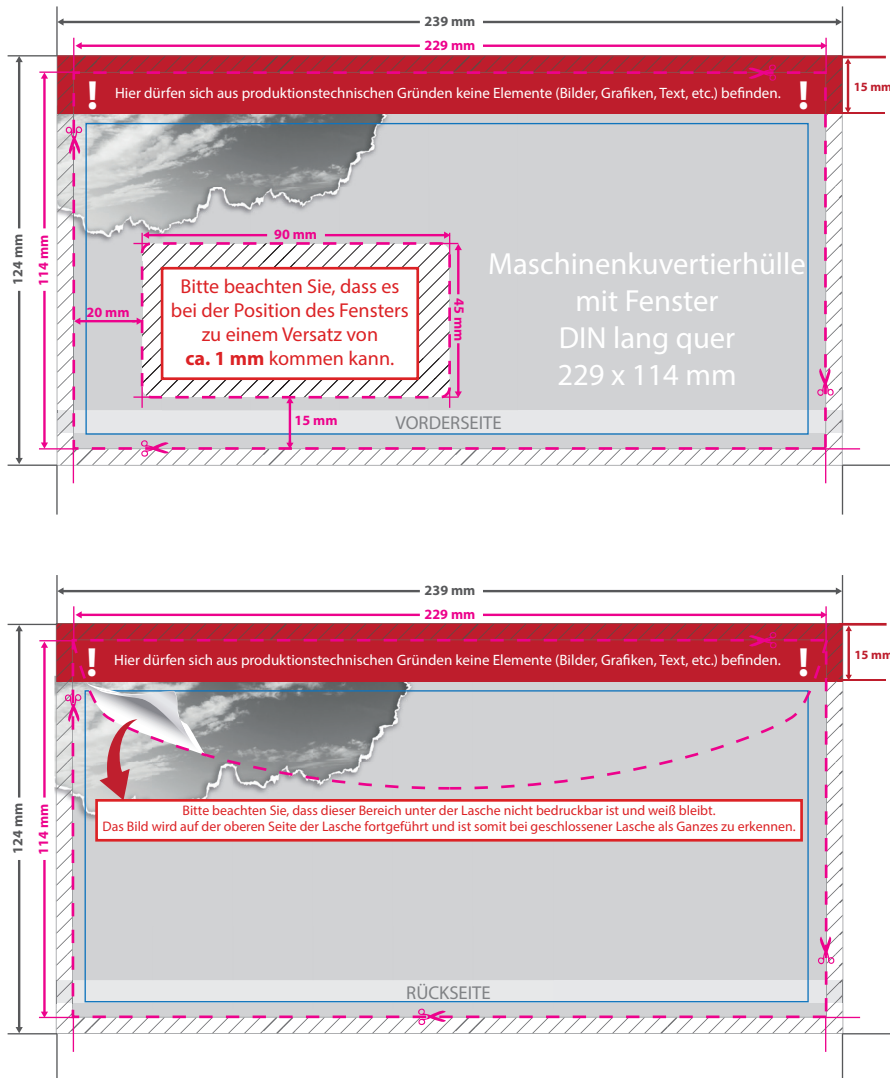 239 mm
229 mm
! Hier dürfen sich aus produktionstechnischen Gründen keine Elemente (Bilder, Grafiken, Text, etc.) befinden. !
15 mm
124 mm
114 mm
90 mm
45 mm
20 mm
Bitte beachten Sie, dass es
bei der Position des Fensters
zu einem Versatz von
ca. 1 mm kommen kann.
Maschinenkuvertierhülle
mit Fenster
DIN lang quer
229 x 114 mm
15 mm
VORDERSEITE
239 mm
229 mm
! Hier dürfen sich aus produktionstechnischen Gründen keine Elemente (Bilder, Grafiken, Text, etc.) befinden. !
15 mm
124 mm
114 mm
Bitte beachten Sie, dass dieser Bereich unter der Lasche nicht bedruckbar ist und weiß bleibt.
Das Bild wird auf der oberen Seite der Lasche fortgeführt und ist somit bei geschlossener Lasche als Ganzes zu erkennen.
RÜCKSEITE